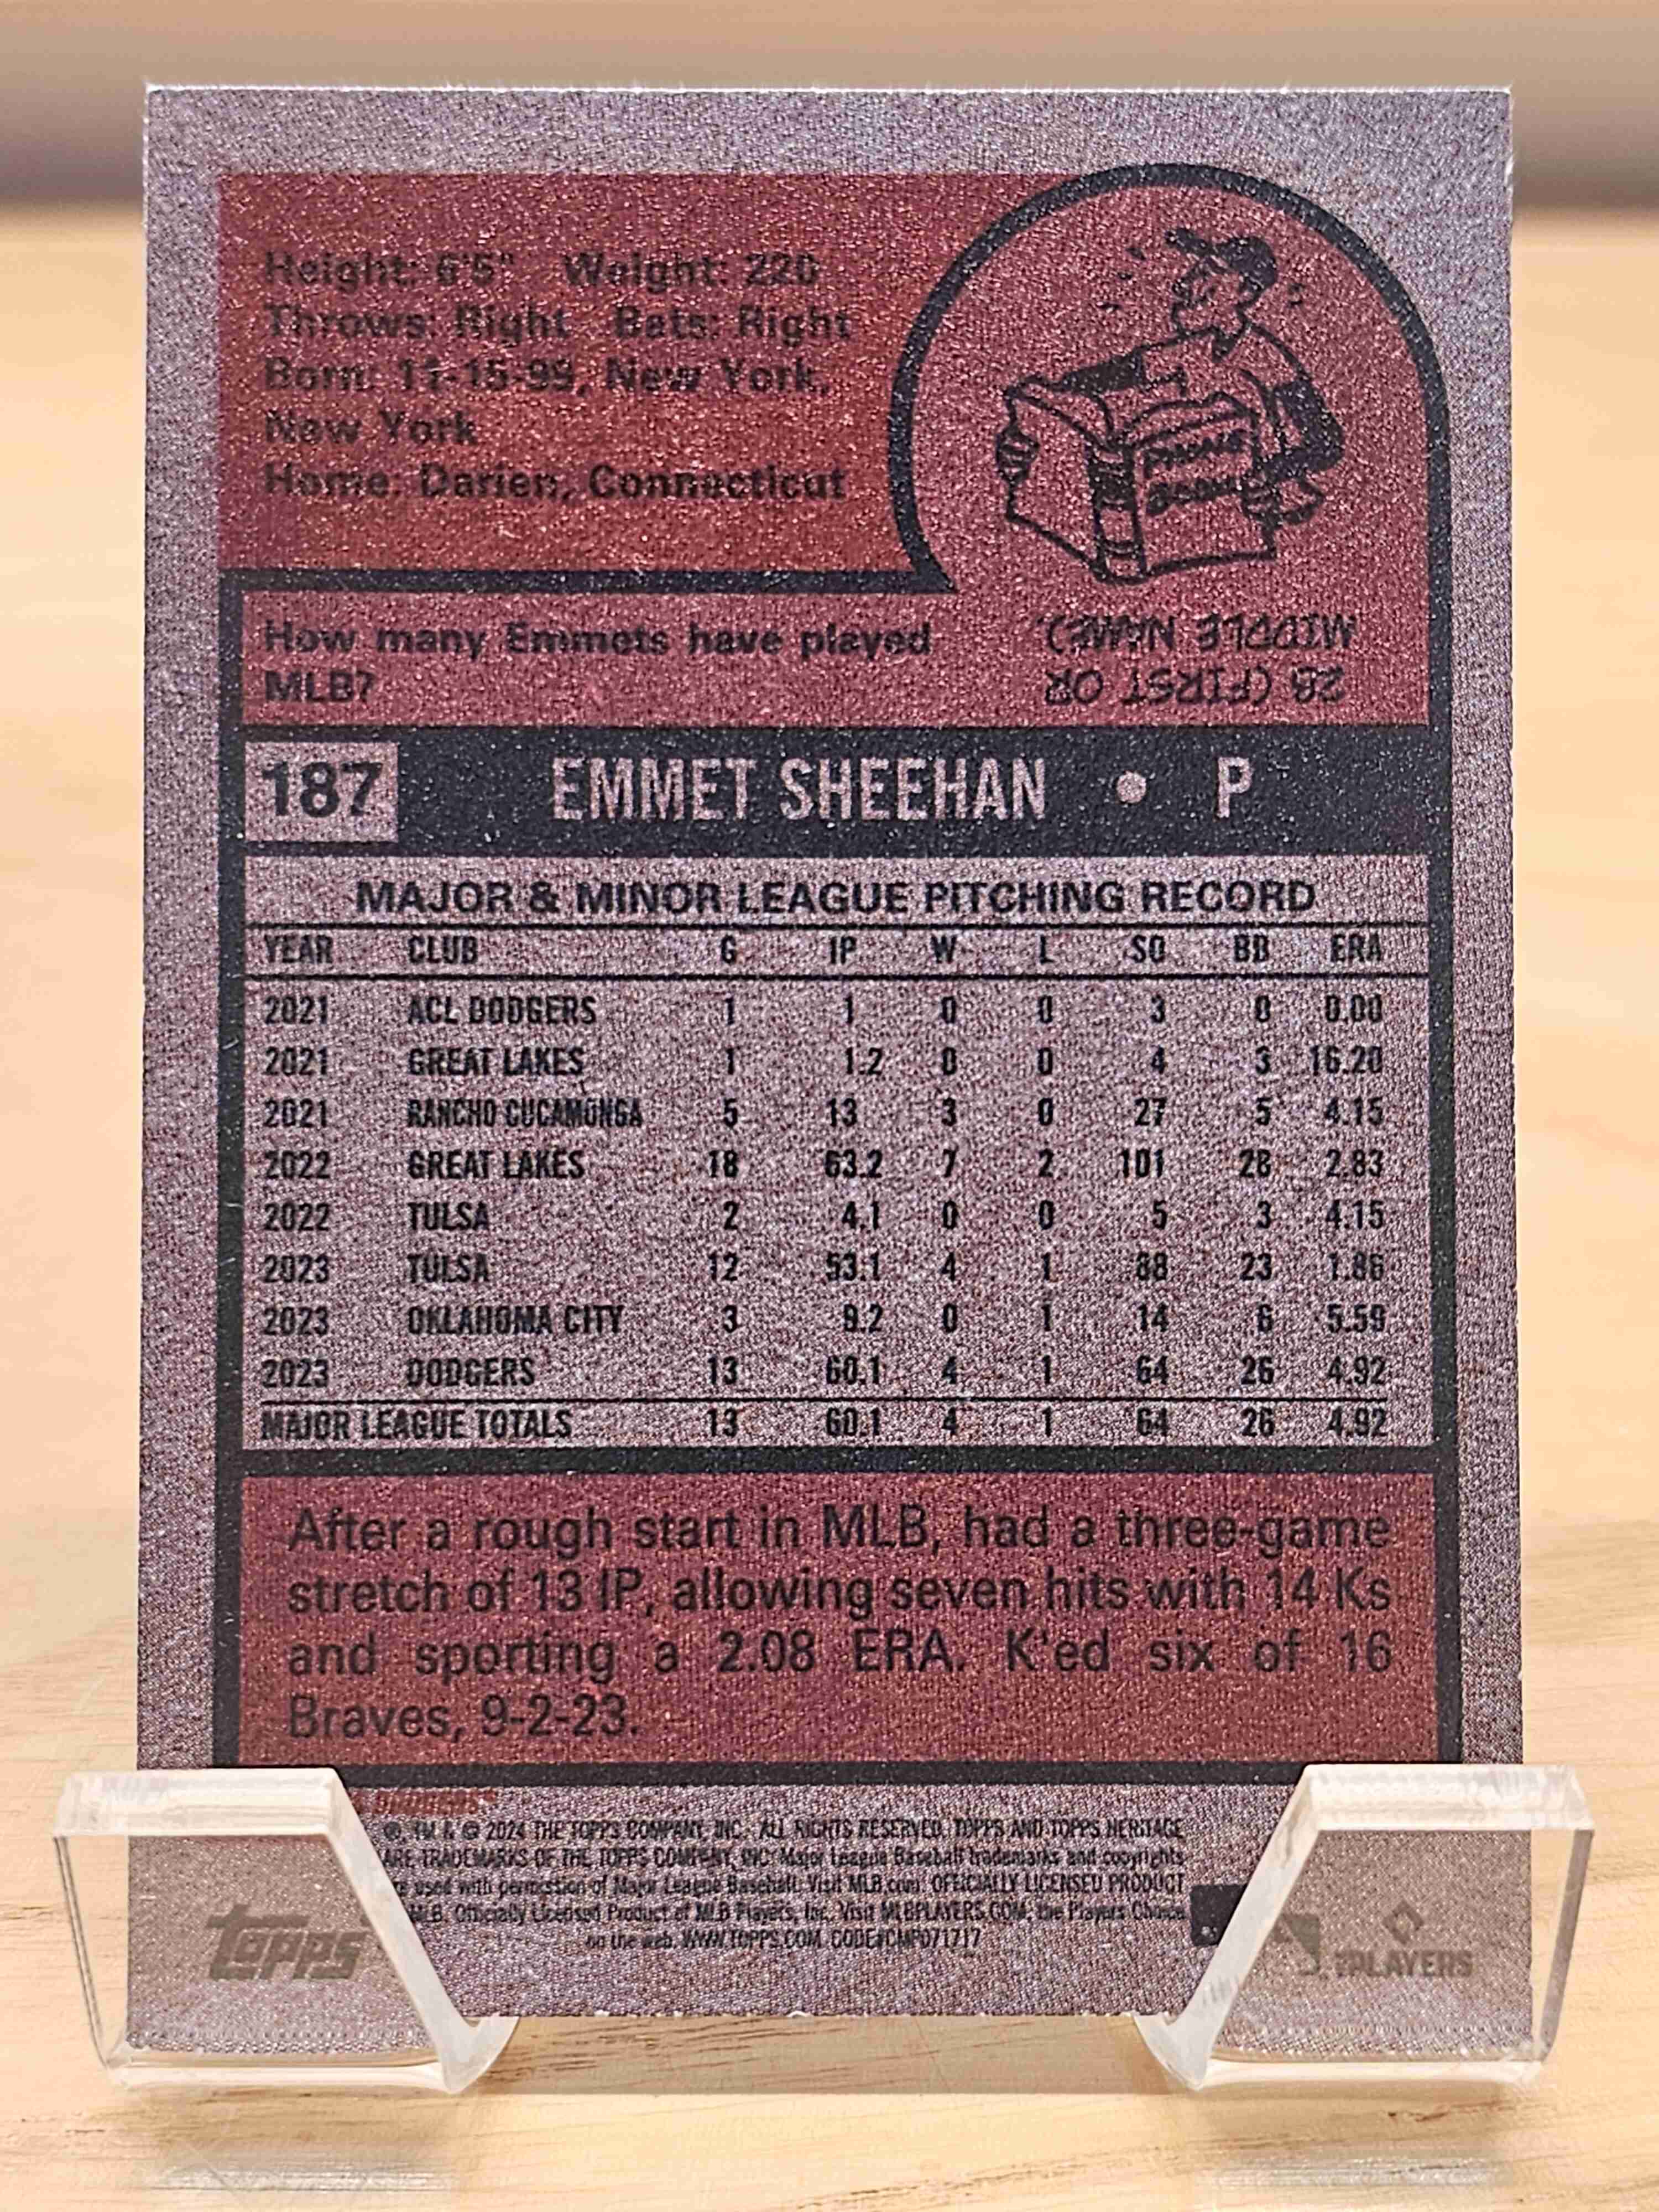 Height: 6'5" Weight: 220
Throws: Right Bats: Right
Born: 11-15-99, New York,
New York
Home: Darien, Connecticut
PHONE
BOOK
How many Emmets have played
MLB?
28 (FIRST OR
MIDDLE NAME)
187 EMMET SHEEHAN • P
MAJOR & MINOR LEAGUE PITCHING RECORD
YEAR CLUB G IP W L SO BB ERA
2021 ACL DODGERS 1 1 0 0 3 0 0.00
2021 GREAT LAKES 1 1.2 0 0 4 3 16.20
2021 RANCHO CUCAMONGA 5 13 3 0 27 5 4.15
2022 GREAT LAKES 18 63.2 7 2 101 28 2.83
2022 TULSA 2 4.1 0 0 5 3 4.15
2023 TULSA 12 53.1 4 1 88 23 1.86
2023 OKLAHOMA CITY 3 9.2 0 1 14 6 5.59
2023 DODGERS 13 60.1 4 1 64 26 4.92
MAJOR LEAGUE TOTALS 13 60.1 4 1 64 26 4.92
After a rough start in MLB, had a three-game
stretch of 13 IP, allowing seven hits with 14 Ks
and sporting a 2.08 ERA. K'ed six of 16
Braves, 9-2-23.
®, TM & © 2024 THE TOPPS COMPANY, INC. ALL RIGHTS RESERVED. TOPPS AND TOPPS HERITAGE
ARE TRADEMARKS OF THE TOPPS COMPANY, INC. Major League Baseball trademarks and copyrights
used with permission of Major League Baseball. Visit MLB.com. OFFICIALLY LICENSED PRODUCT
MLB. Officially Licensed Product of MLB Players, Inc. Visit MLBPLAYERS.COM, the Players Choice
on the web. WWW.TOPPS.COM. CODE#CMP071717
topps
PLAYERS